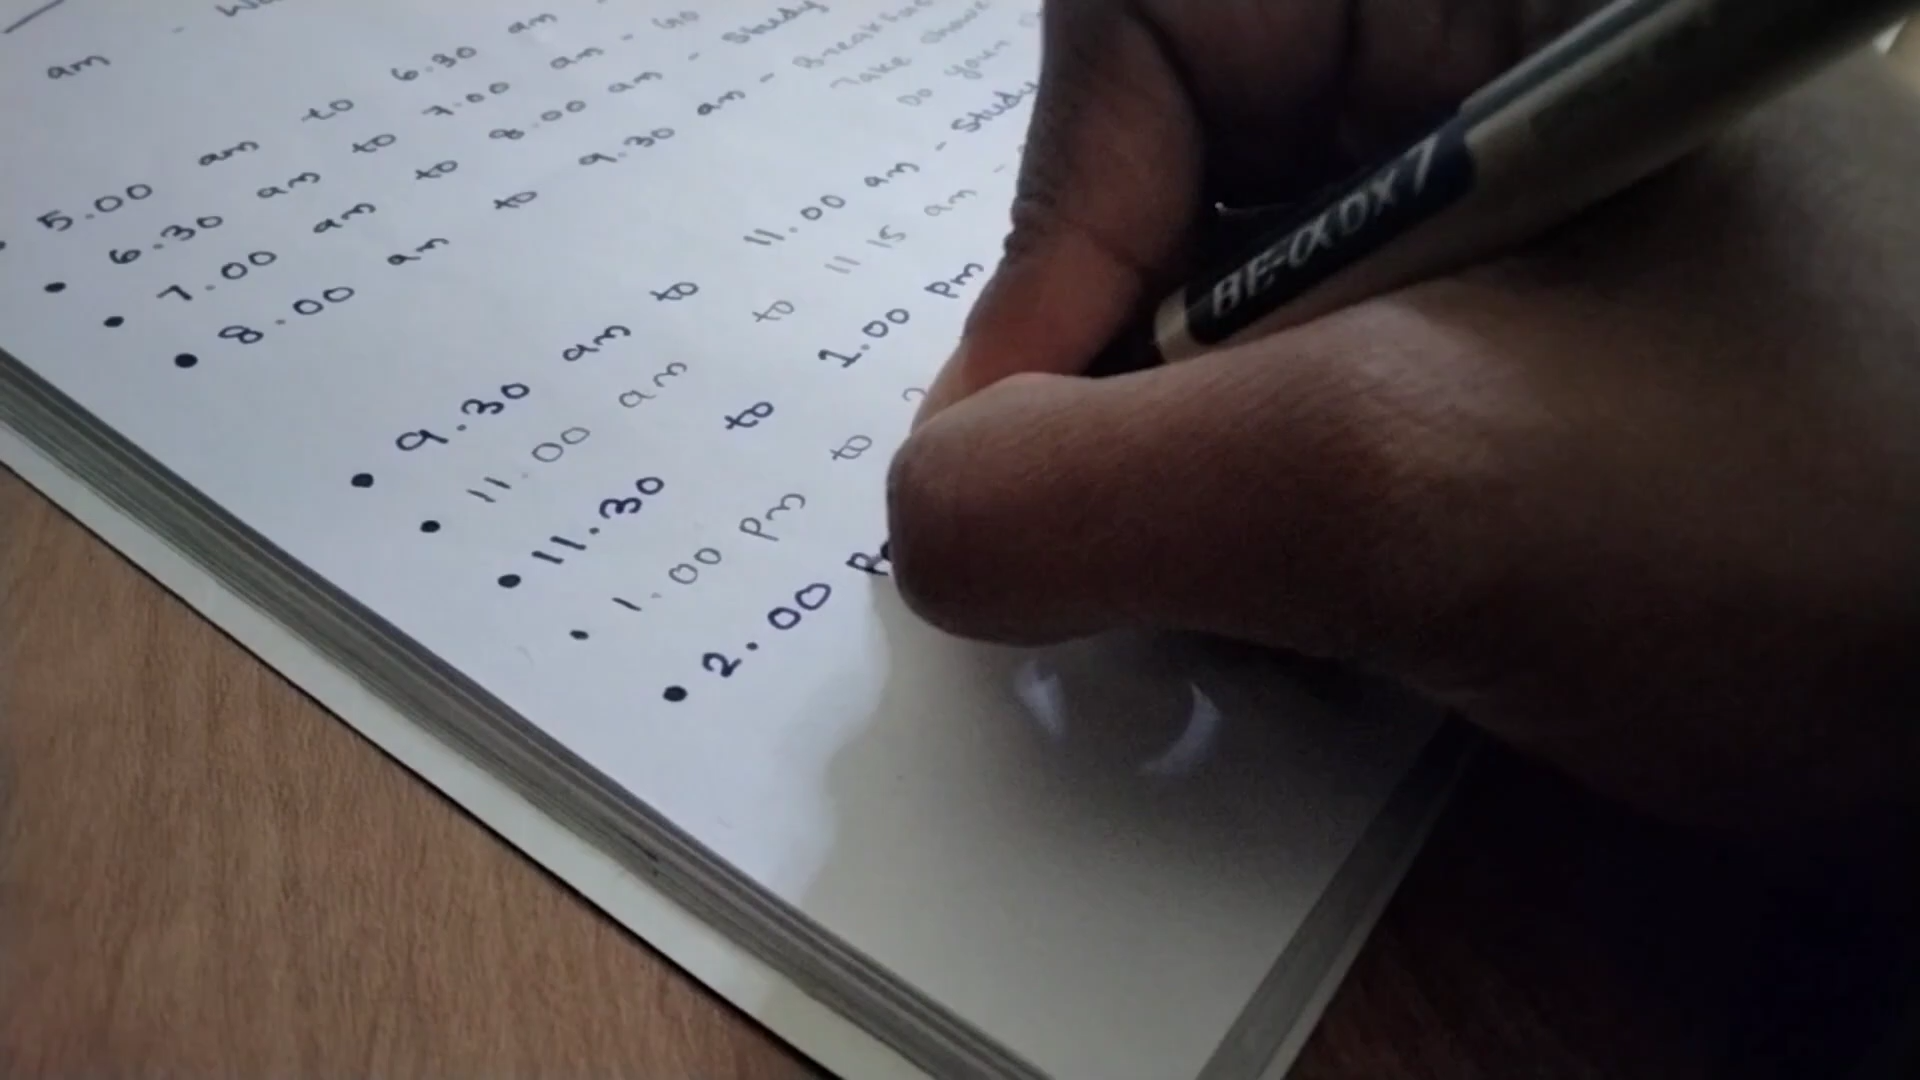 am -
• 5.00 am to 6.30 am
• 6.30 am to 7.00 am - Go
• 7.00 am to 8.00 am - Study
• 8.00 am to 9.30 am - Breakfast
Take
Do your
• 9.30 am to 11.00 am - Study
• 11.00 am to 11 15 am -
• 11.30 to 1.00 Pm
• 1.00 Pm to 2
• 2.00 P